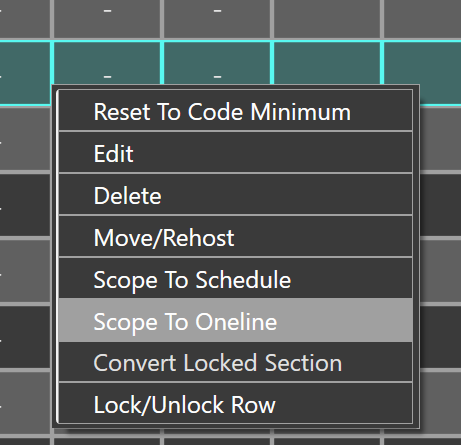 - -
- - -
Reset To Code Minimum
Edit
Delete
Move/Rehost
Scope To Schedule
Scope To Oneline
Convert Locked Section
Lock/Unlock Row